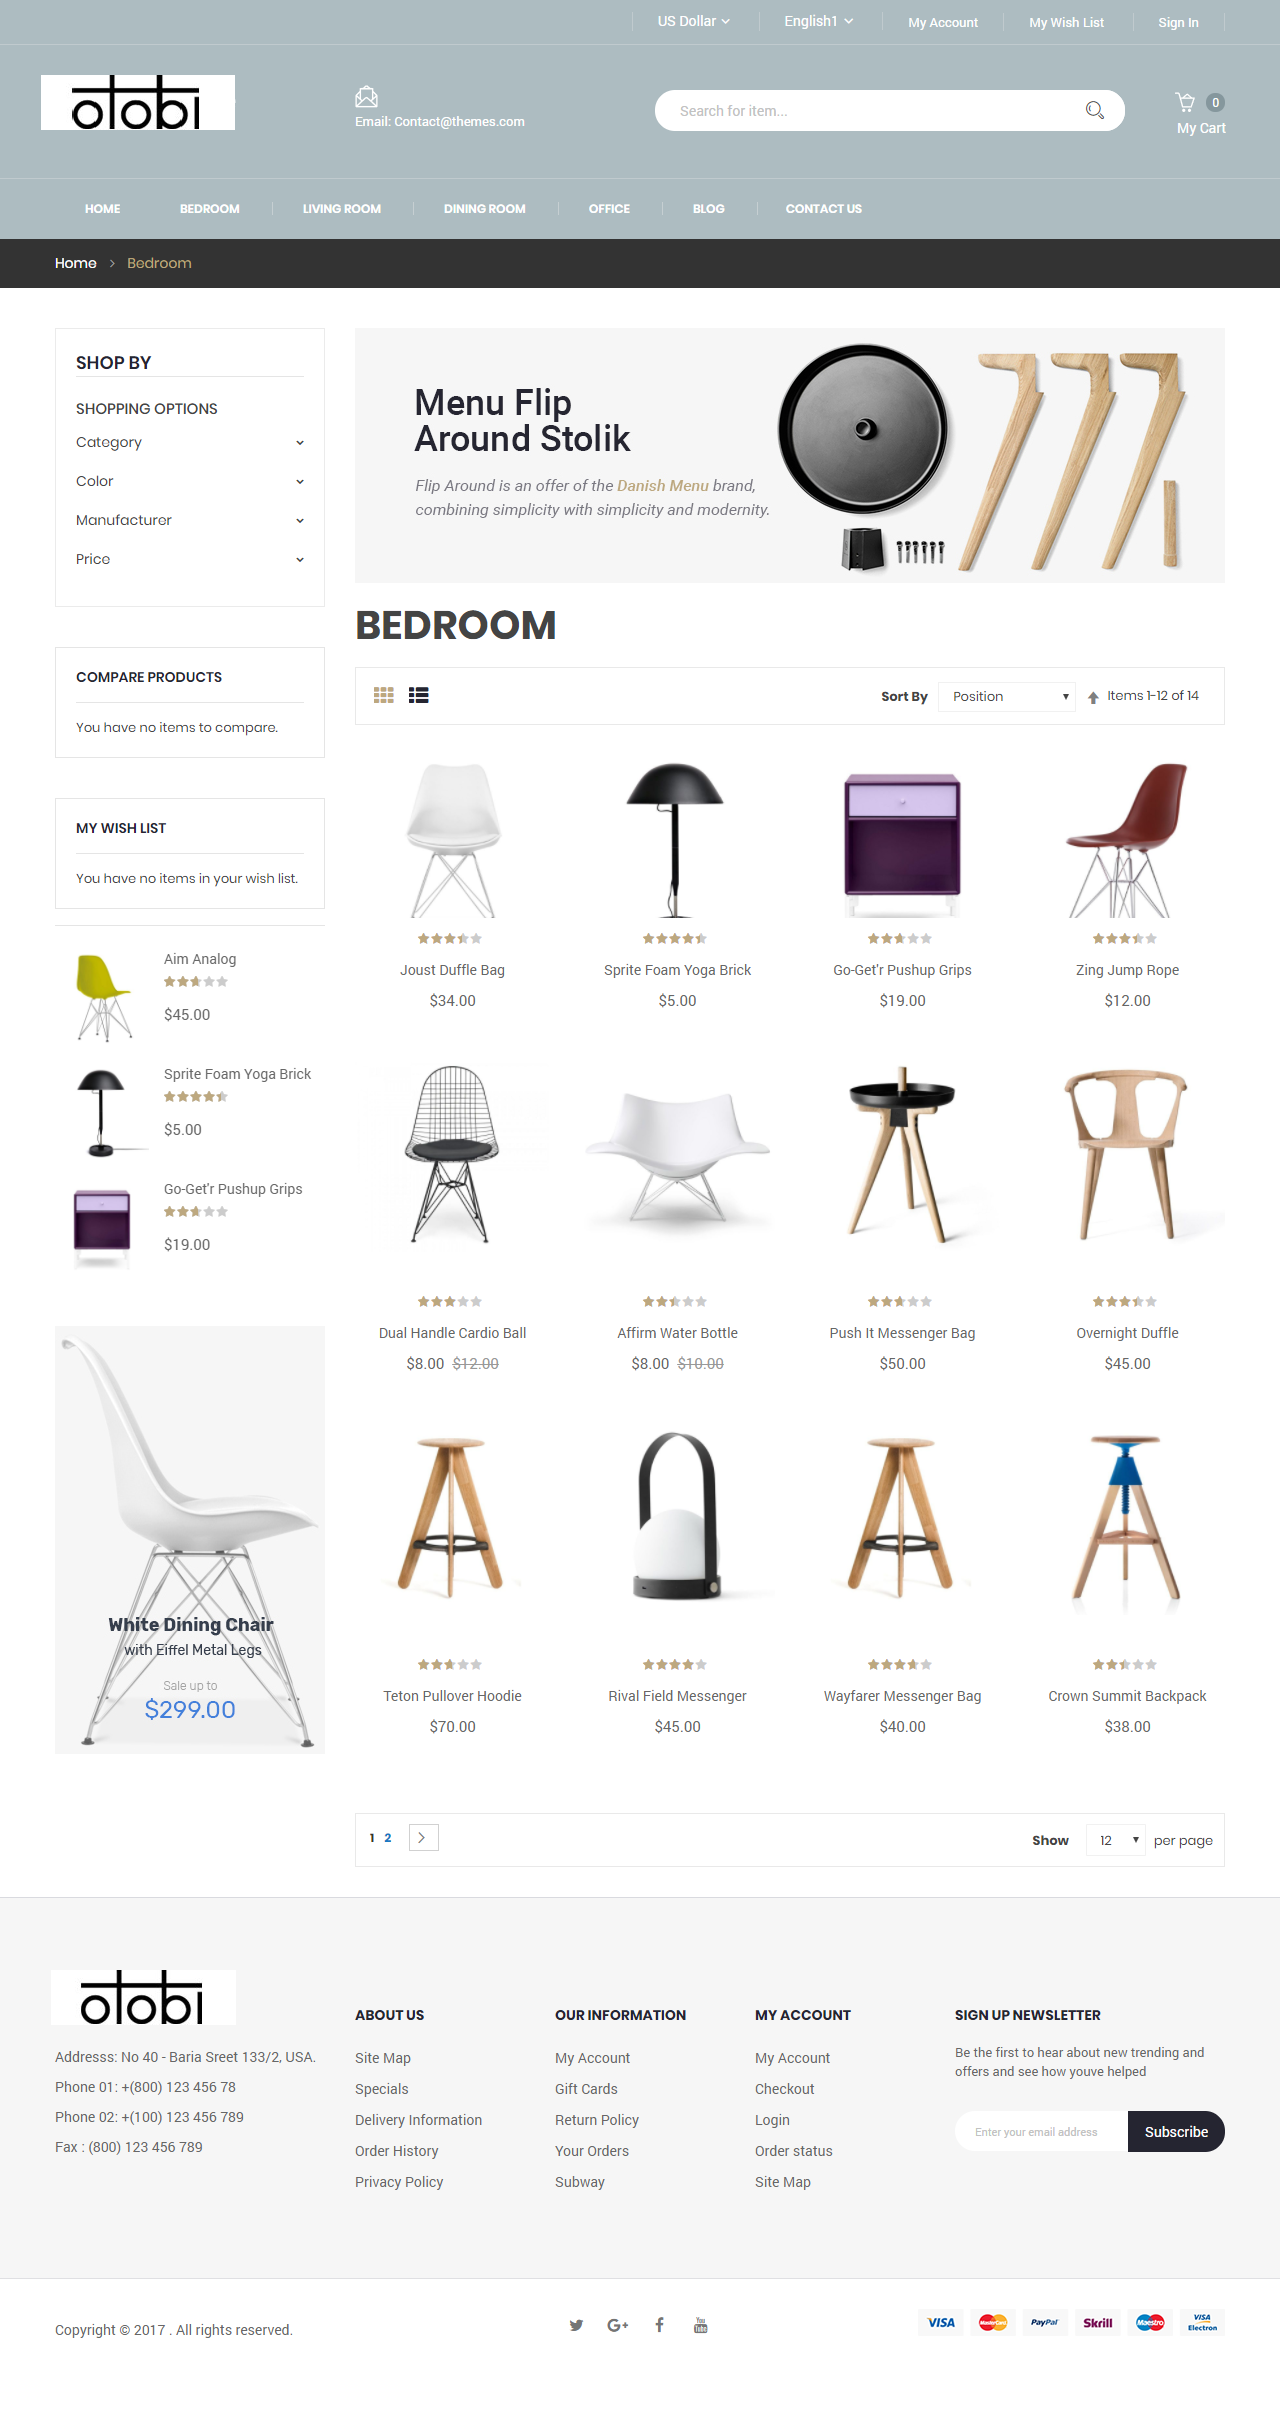 US Dollar
English1
My Account
My Wish List
Sign In
otobi
Email: Contact@themes.com
Search for item...
0
My Cart
HOME
BEDROOM
LIVING ROOM
DINING ROOM
OFFICE
BLOG
CONTACT US
Home
Bedroom
SHOP BY
SHOPPING OPTIONS
Category
Color
Manufacturer
Price
COMPARE PRODUCTS
You have no items to compare.
MY WISH LIST
You have no items in your wish list.
Aim Analog
$45.00
Sprite Foam Yoga Brick
$5.00
Go-Get'r Pushup Grips
$19.00
White Dining Chair
with Eiffel Metal Legs
Sale up to
$299.00
Menu Flip
Around Stolik
Flip Around is an offer of the Danish Menu brand,
combining simplicity with simplicity and modernity.
BEDROOM
Sort By
Position
Items 1-12 of 14
Joust Duffle Bag
$34.00
Sprite Foam Yoga Brick
$5.00
Go-Get'r Pushup Grips
$19.00
Zing Jump Rope
$12.00
Dual Handle Cardio Ball
$8.00 $12.00
Affirm Water Bottle
$8.00 $10.00
Push It Messenger Bag
$50.00
Overnight Duffle
$45.00
Teton Pullover Hoodie
$70.00
Rival Field Messenger
$45.00
Wayfarer Messenger Bag
$40.00
Crown Summit Backpack
$38.00
1 2
Show
12
per page
otobi
Addresss: No 40 - Baria Sreet 133/2, USA.
Phone 01: +(800) 123 456 78
Phone 02: +(100) 123 456 789
Fax : (800) 123 456 789
ABOUT US
Site Map
Specials
Delivery Information
Order History
Privacy Policy
OUR INFORMATION
My Account
Gift Cards
Return Policy
Your Orders
Subway
MY ACCOUNT
My Account
Checkout
Login
Order status
Site Map
SIGN UP NEWSLETTER
Be the first to hear about new trending and
offers and see how youve helped
Enter your email address
Subscribe
Copyright © 2017 . All rights reserved.
You
Tube
VISA
MasterCard
PayPal
Skrill
Maestro
VISA
Electron